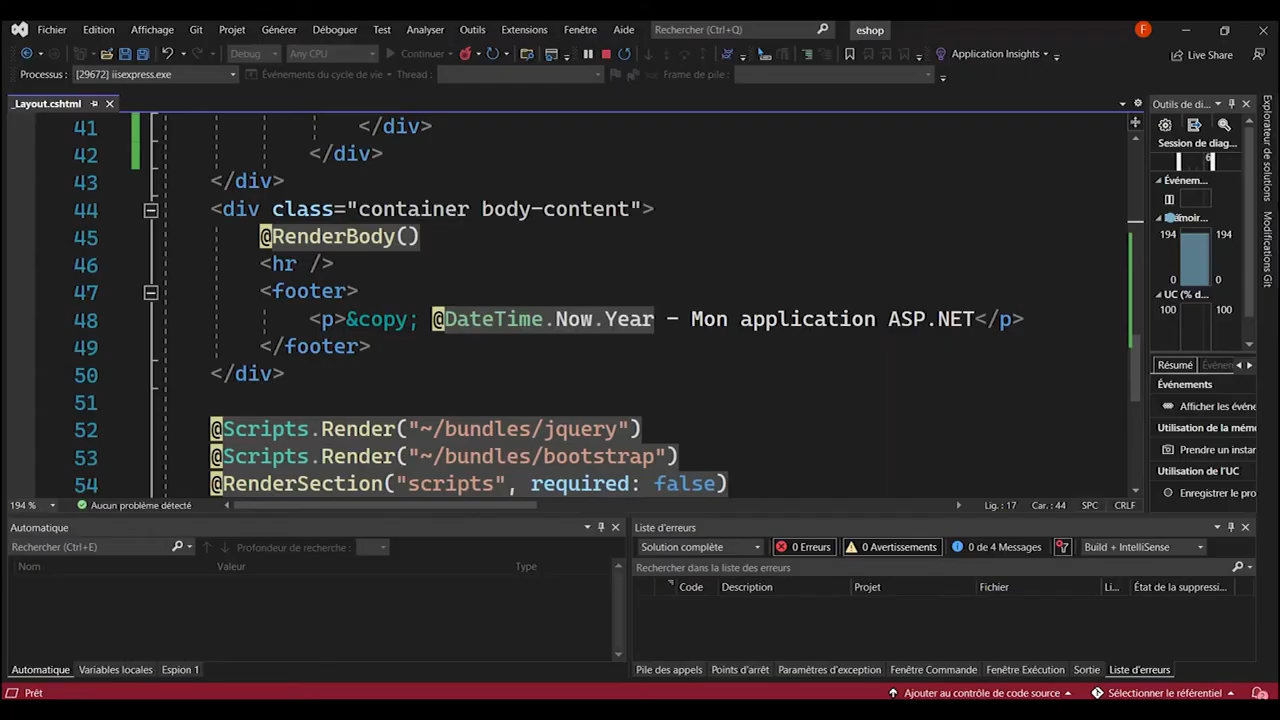 Fichier Edition Affichage Git Projet Générer Déboguer Test Analyser Outils Extensions Fenêtre Aide Rechercher (Ctrl+Q) eshop F
Debug Any CPU Continuer Application Insights Live Share
Processus : [29672] iisexpress.exe Événements du cycle de vie Thread : Frame de pile :
_Layout.cshtml
41 </div>
42 </div>
43 </div>
44 <div class="container body-content">
45 @RenderBody()
46 <hr />
47 <footer>
48 <p>&copy; @DateTime.Now.Year – Mon application ASP.NET</p>
49 </footer>
50 </div>
51
52 @Scripts.Render("~/bundles/jquery")
53 @Scripts.Render("~/bundles/bootstrap")
54 @RenderSection("scripts", required: false)
194 % Aucun problème détecté Lig. : 17 Car. : 44 SPC CRLF
Outils de di...
Session de diag...
6
Événem...
moir...
194 194
0 0
UC (% d...
100 100
Résumé
Événements
Afficher les événe
Utilisation de la mém
Prendre un instan
Utilisation de l'UC
Enregistrer le pro
Explorateur de solutions
Modifications Git
Automatique
Rechercher (Ctrl+E) Profondeur de recherche :
Nom Valeur Type
Automatique Variables locales Espion 1
Liste d'erreurs
Solution complète 0 Erreurs 0 Avertissements 0 de 4 Messages Build + IntelliSense
Rechercher dans la liste des erreurs
Code Description Projet Fichier Li... État de la suppressi...
Pile des appels Points d'arrêt Paramètres d'exception Fenêtre Commande Fenêtre Exécution Sortie Liste d'erreurs
Prêt Ajouter au contrôle de code source Sélectionner le référentiel